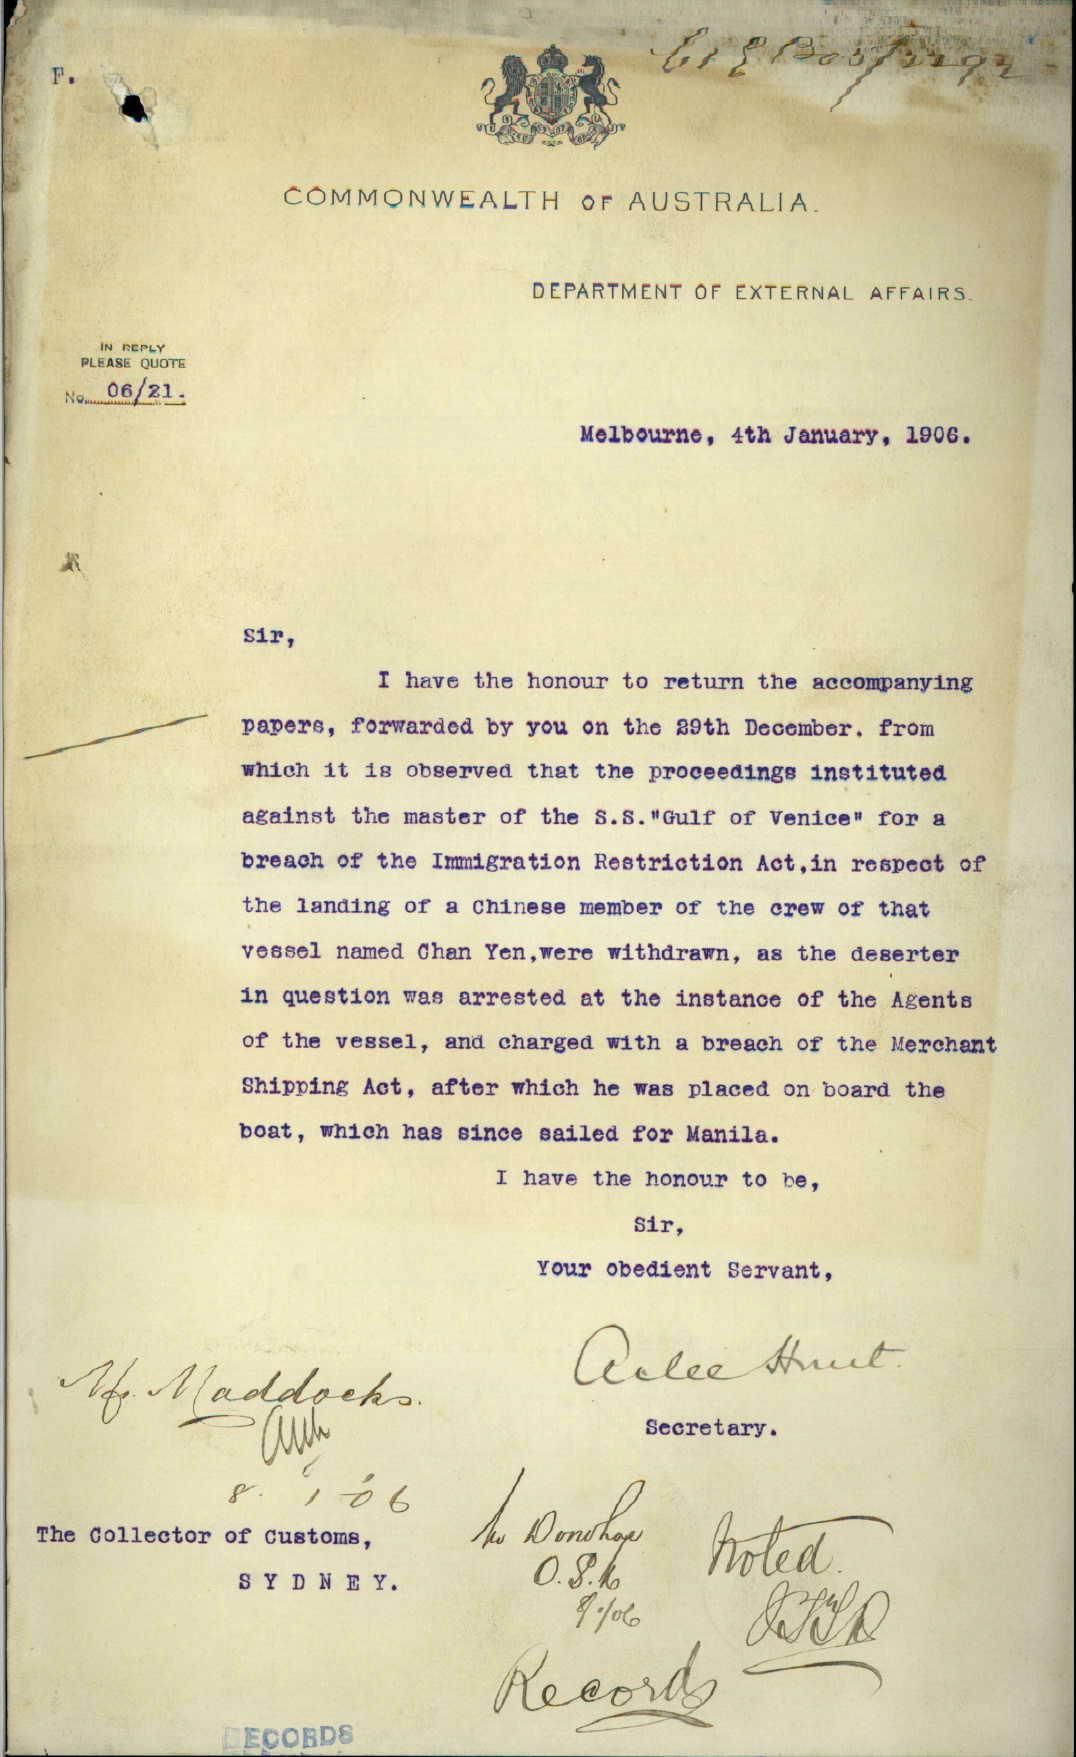 F.
COMMONWEALTH OF AUSTRALIA.
DEPARTMENT OF EXTERNAL AFFAIRS.
IN REPLY
PLEASE QUOTE
No. 06/21.
Melbourne, 4th January, 1906.
Sir,
I have the honour to return the accompanying
papers, forwarded by you on the 29th December. from
which it is observed that the proceedings instituted
against the master of the S.S."Gulf of Venice" for a
breach of the Immigration Restriction Act,in respect of
the landing of a Chinese member of the crew of that
vessel named Chan Yen,were withdrawn, as the deserter
in question was arrested at the instance of the Agents
of the vessel, and charged with a breach of the Merchant
Shipping Act, after which he was placed on board the
boat, which has since sailed for Manila.
I have the honour to be,
Sir,
Your obedient Servant,
Atlee Hunt.
Secretary.
Mr. Maddocks.
8. 1 06
The Collector of Customs,
SYDNEY.
Mr Donohoe
Noted.
Records
RECORDS